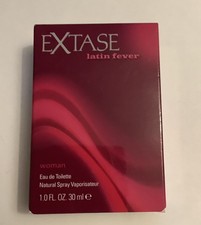 EXTASE
latin fever
woman
Eau de Toilette
Natural Spray Vaporisateur
1.0 FL. OZ. 30 ml ℮